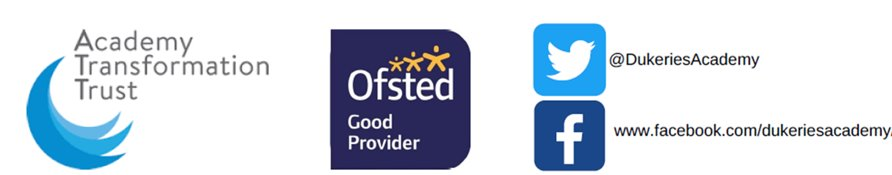 Academy
Transformation
Trust
Ofsted
Good
Provider
@DukeriesAcademy
www.facebook.com/dukeriesacademy/